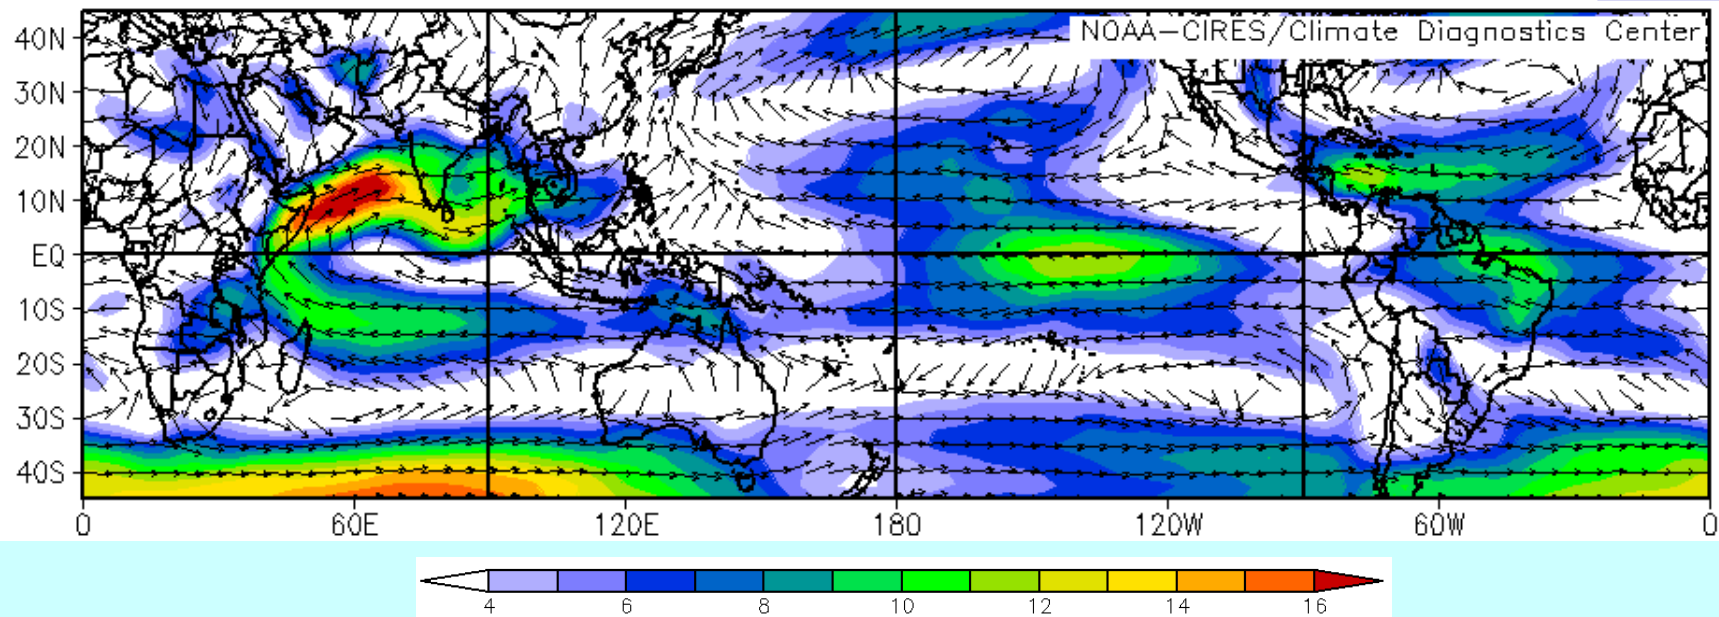 NOAA–CIRES/Climate Diagnostics Center
40N
30N
20N
10N
EQ
10S
20S
30S
40S
0 60E 120E 180 120W 60W 0
4 6 8 10 12 14 16